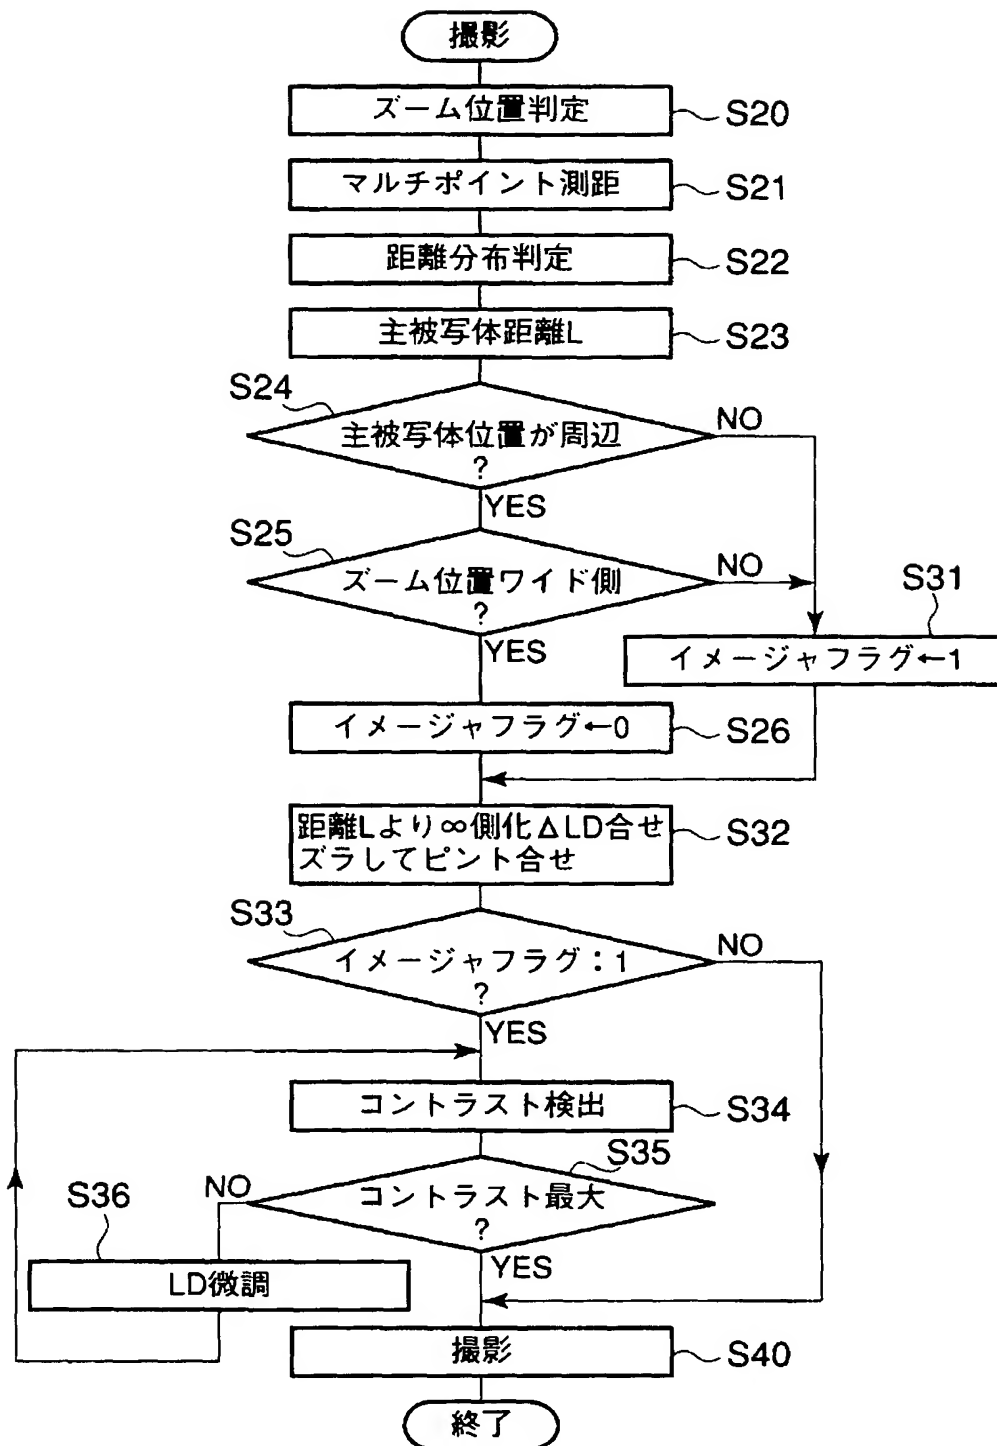 撮影
ズーム位置判定
S20
マルチポイント測距
S21
距離分布判定
S22
主被写体距離L
S23
S24
主被写体位置が周辺
?
NO
YES
S25
ズーム位置ワイド側
?
NO
YES
S31
イメージャフラグ←1
イメージャフラグ←0
S26
距離Lより∞側化ΔLD合せ
ズラしてピント合せ
S32
S33
イメージャフラグ:1
?
NO
YES
コントラスト検出
S34
S35
コントラスト最大
?
NO
YES
S36
LD微調
撮影
S40
終了